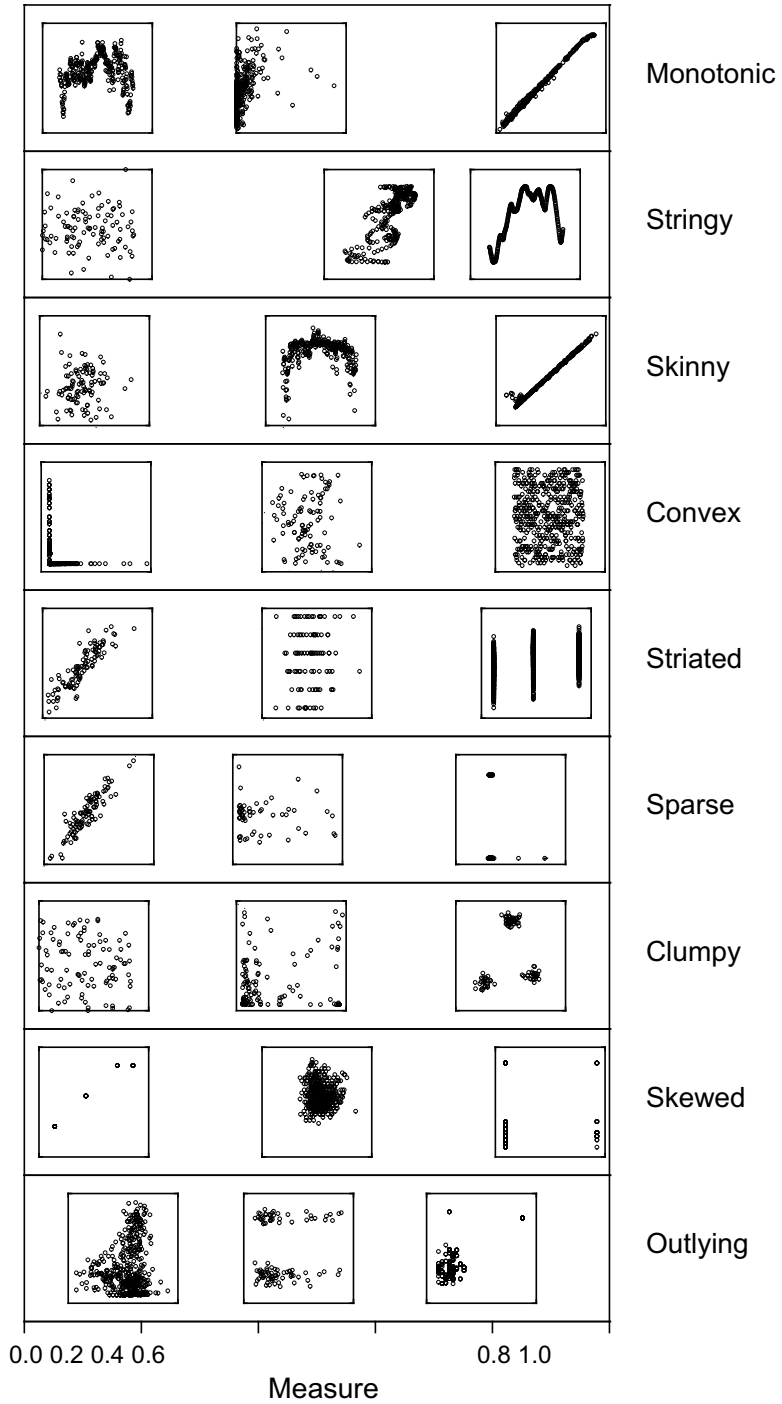 Monotonic
Stringy
Skinny
Convex
Striated
Sparse
Clumpy
Skewed
Outlying
0.0 0.2 0.4 0.6 0.8 1.0
Measure